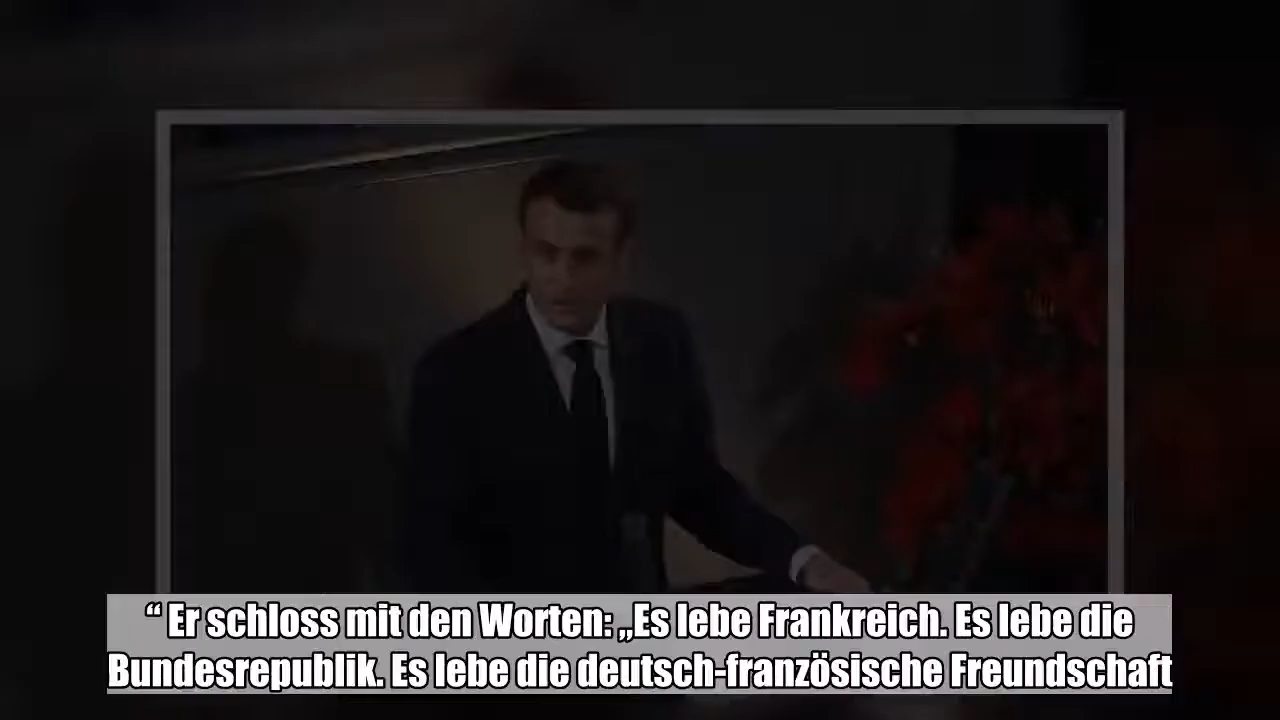 “ Er schloss mit den Worten: „Es lebe Frankreich. Es lebe die
Bundesrepublik. Es lebe die deutsch-französische Freundschaft